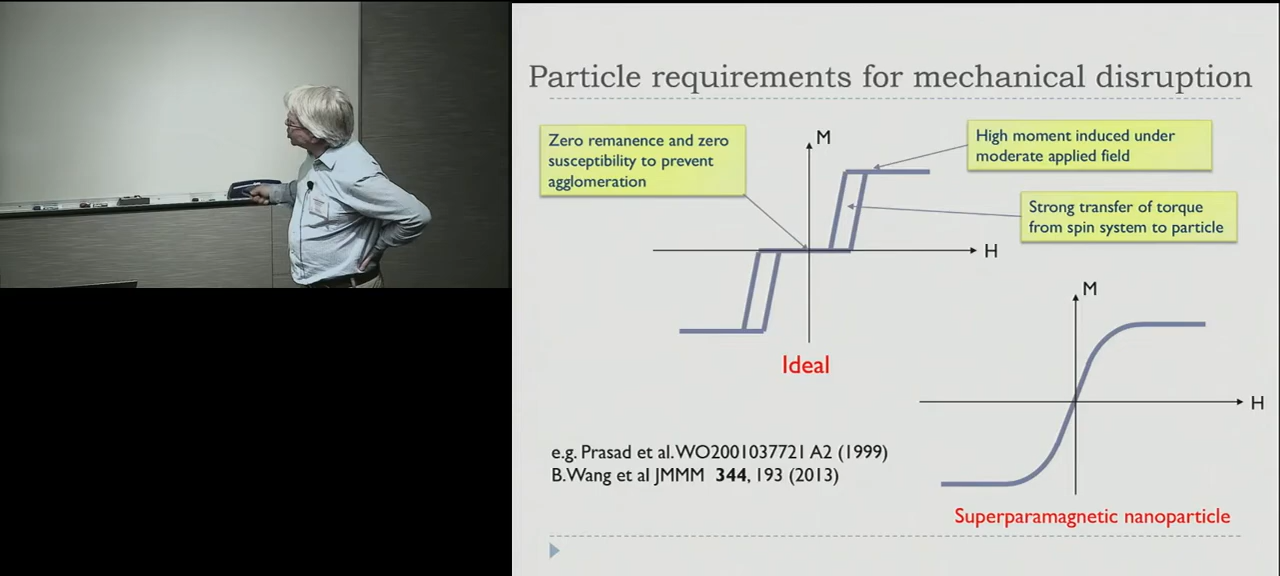 Particle requirements for mechanical disruption
Zero remanence and zero
susceptibility to prevent
agglomeration
M
High moment induced under
moderate applied field
Strong transfer of torque
from spin system to particle
H
Ideal
M
H
e.g. Prasad et al. WO2001037721 A2 (1999)
B. Wang et al JMMM 344, 193 (2013)
Superparamagnetic nanoparticle